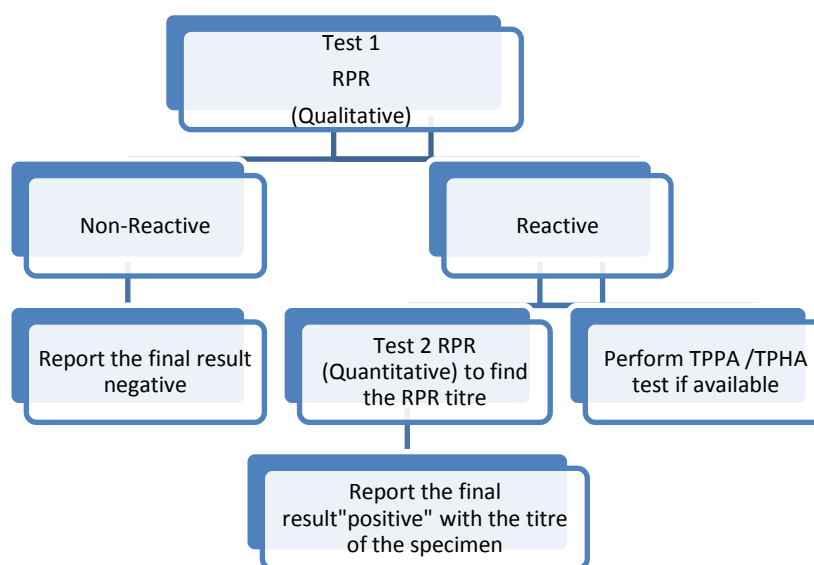 Test 1
RPR
(Qualitative)
Non-Reactive
Reactive
Report the final result
negative
Test 2 RPR
(Quantitative) to find
the RPR titre
Perform TPPA /TPHA
test if available
Report the final
result"positive" with the titre
of the specimen